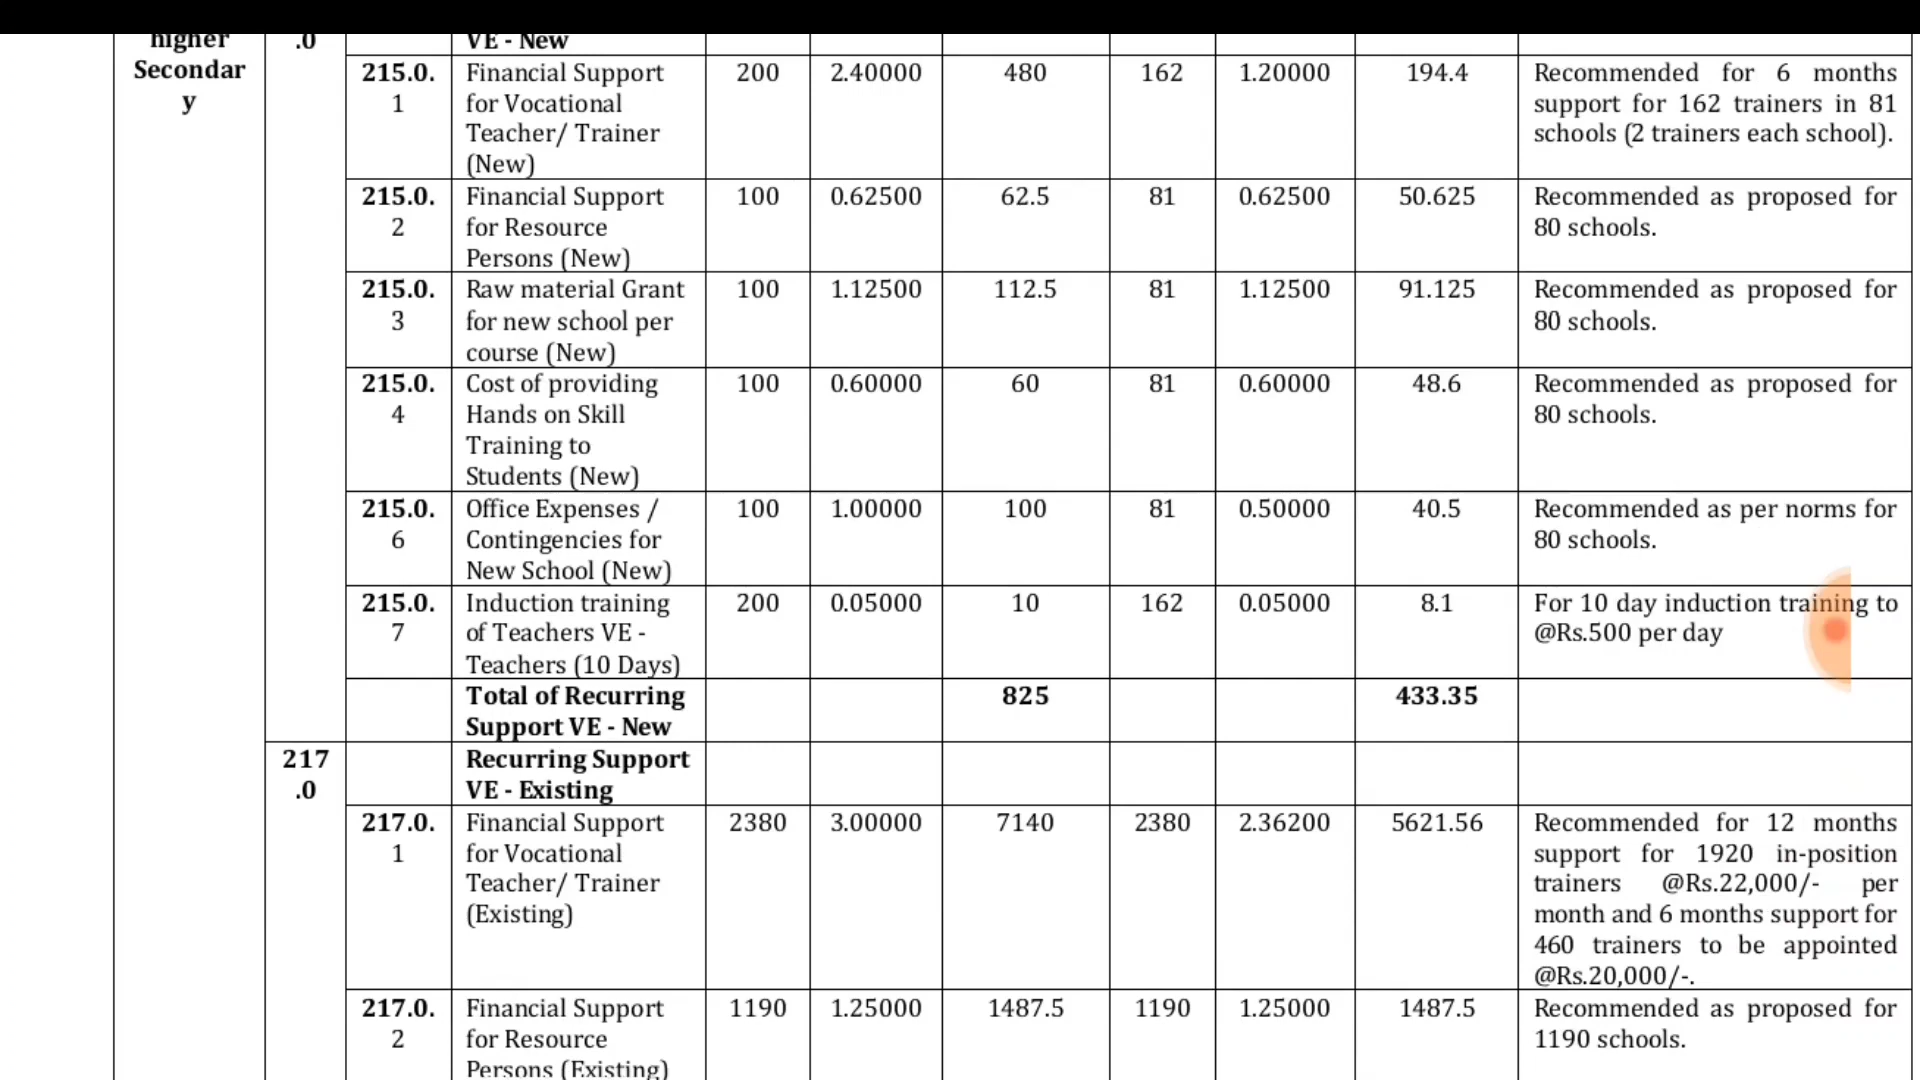 higher
Secondar
y
.0
VE - New
215.0.
1
Financial Support
for Vocational
Teacher/ Trainer
(New)
200
2.40000
480
162
1.20000
194.4
Recommended for 6 months
support for 162 trainers in 81
schools (2 trainers each school).
215.0.
2
Financial Support
for Resource
Persons (New)
100
0.62500
62.5
81
0.62500
50.625
Recommended as proposed for
80 schools.
215.0.
3
Raw material Grant
for new school per
course (New)
100
1.12500
112.5
81
1.12500
91.125
Recommended as proposed for
80 schools.
215.0.
4
Cost of providing
Hands on Skill
Training to
Students (New)
100
0.60000
60
81
0.60000
48.6
Recommended as proposed for
80 schools.
215.0.
6
Office Expenses /
Contingencies for
New School (New)
100
1.00000
100
81
0.50000
40.5
Recommended as per norms for
80 schools.
215.0.
7
Induction training
of Teachers VE -
Teachers (10 Days)
200
0.05000
10
162
0.05000
8.1
For 10 day induction training to
@Rs.500 per day
Total of Recurring
Support VE - New
825
433.35
217
.0
Recurring Support
VE - Existing
217.0.
1
Financial Support
for Vocational
Teacher/ Trainer
(Existing)
2380
3.00000
7140
2380
2.36200
5621.56
Recommended for 12 months
support for 1920 in-position
trainers @Rs.22,000/- per
month and 6 months support for
460 trainers to be appointed
@Rs.20,000/-.
217.0.
2
Financial Support
for Resource
Persons (Existing)
1190
1.25000
1487.5
1190
1.25000
1487.5
Recommended as proposed for
1190 schools.